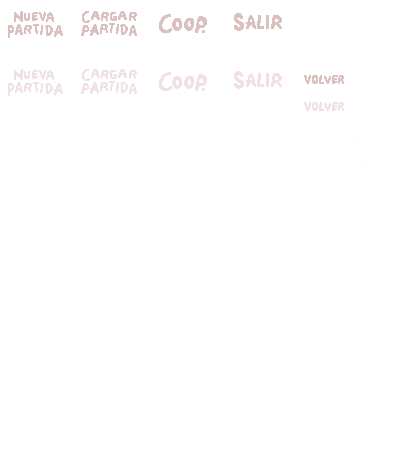 NUEVA PARTIDA
CARGAR PARTIDA
COOP.
SALIR
NUEVA PARTIDA
CARGAR PARTIDA
COOP.
SALIR
VOLVER
VOLVER